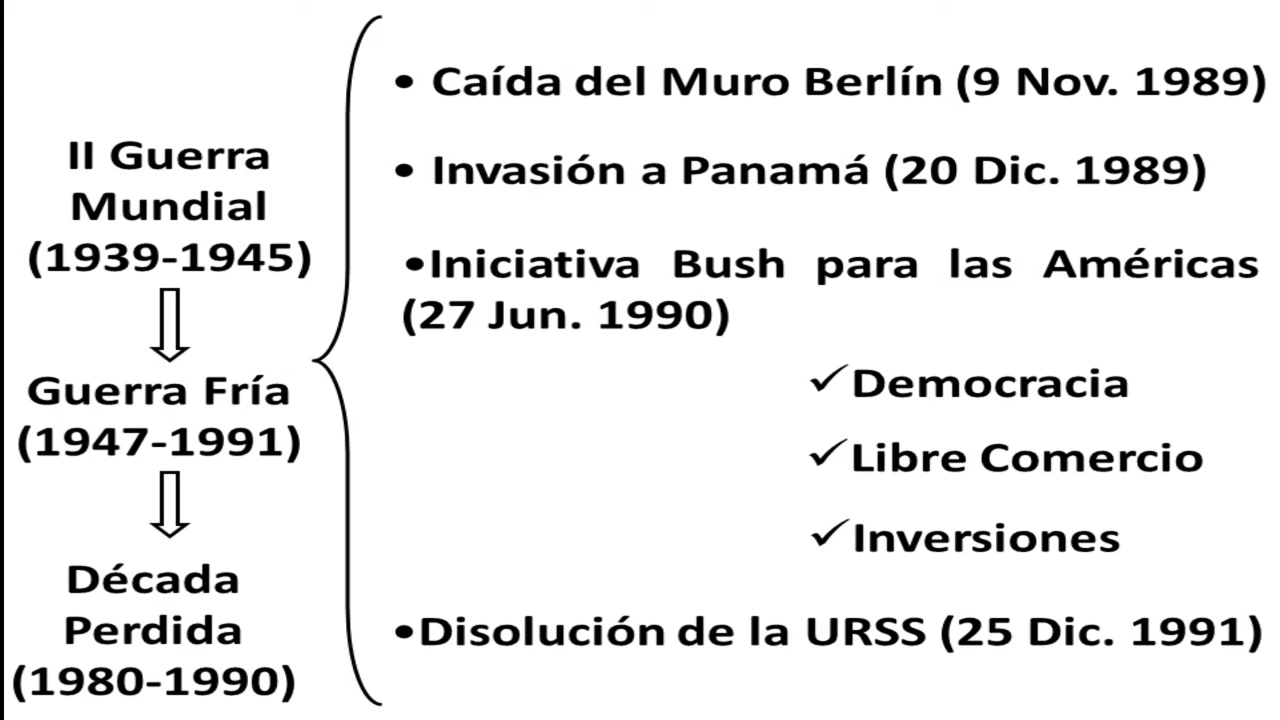 II Guerra
Mundial
(1939-1945)
Guerra Fría
(1947-1991)
Década
Perdida
(1980-1990)
• Caída del Muro Berlín (9 Nov. 1989)
• Invasión a Panamá (20 Dic. 1989)
•Iniciativa Bush para las Américas
(27 Jun. 1990)
✓Democracia
✓Libre Comercio
✓Inversiones
•Disolución de la URSS (25 Dic. 1991)